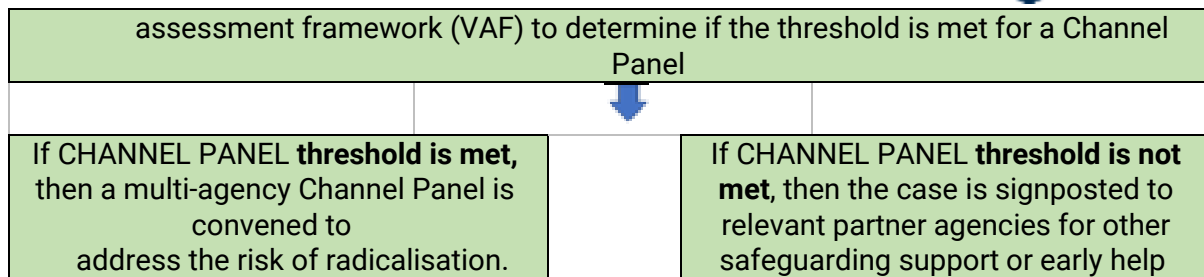 assessment framework (VAF) to determine if the threshold is met for a Channel
Panel
If CHANNEL PANEL threshold is met,
then a multi-agency Channel Panel is
convened to
address the risk of radicalisation.
If CHANNEL PANEL threshold is not
met, then the case is signposted to
relevant partner agencies for other
safeguarding support or early help